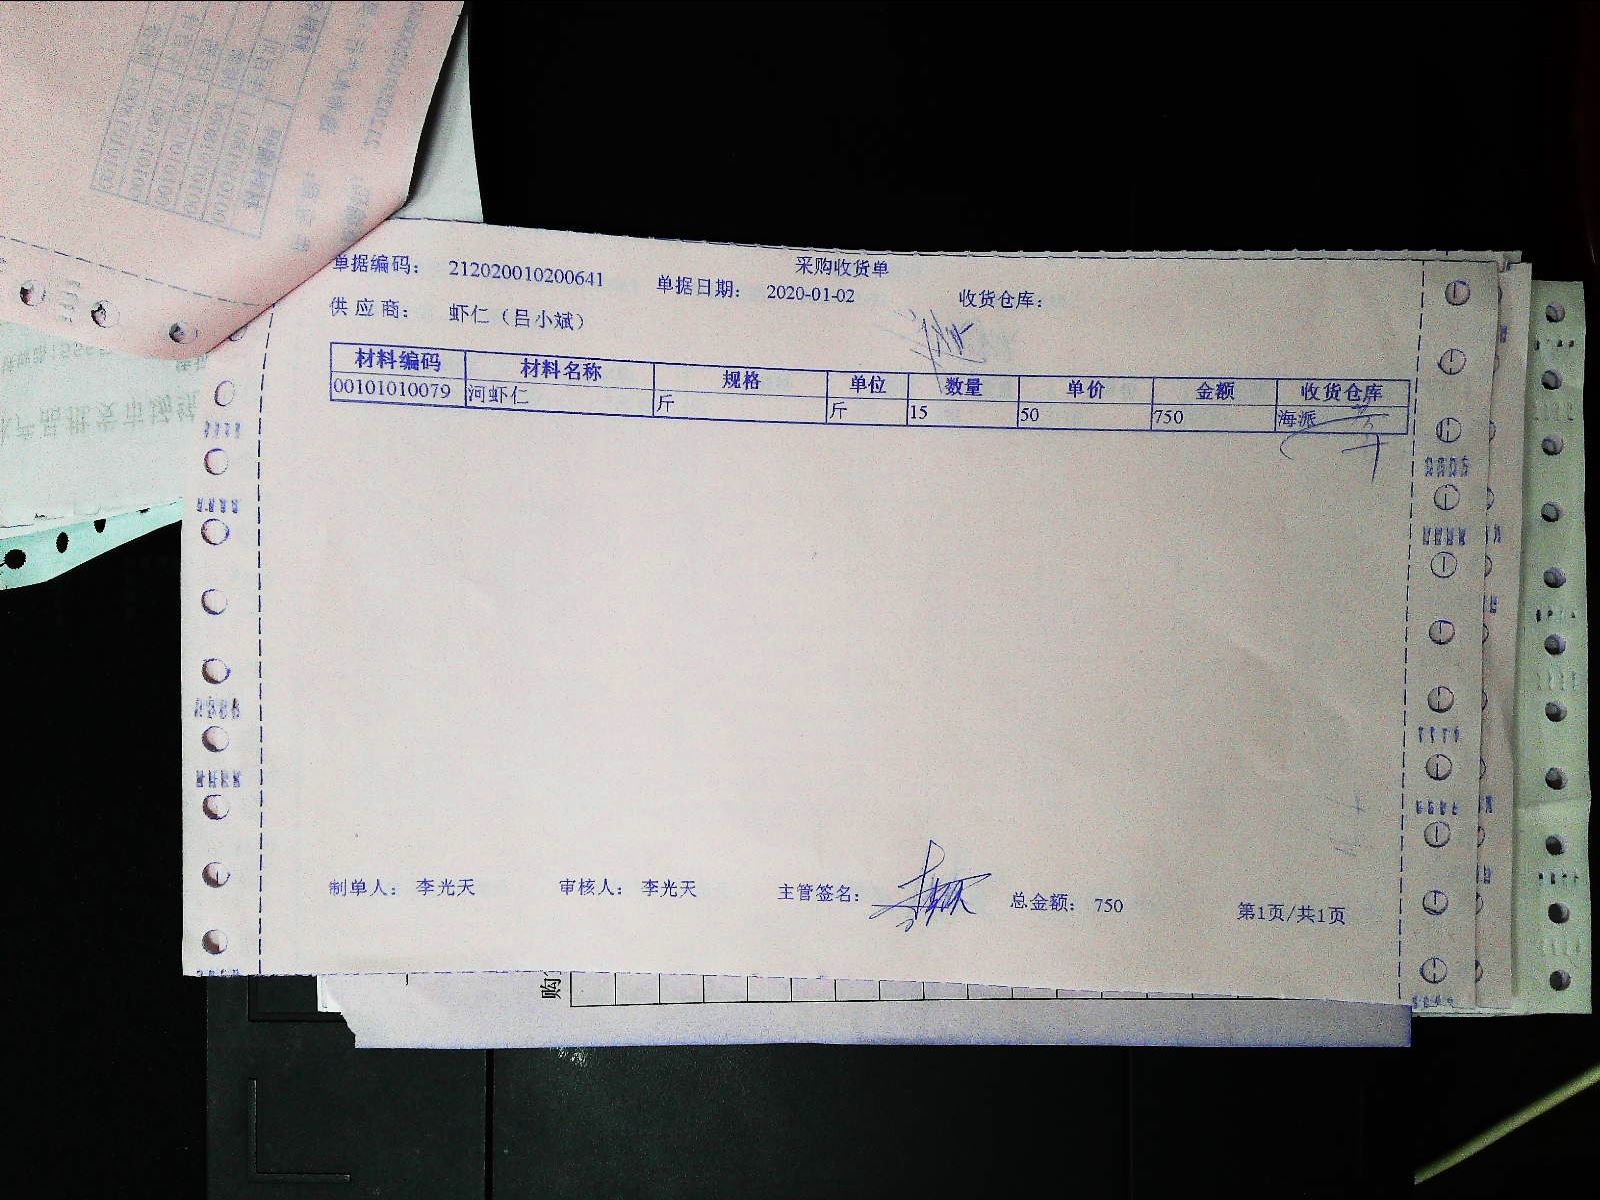 采购收货单
单据编码： 212020010200641 单据日期： 2020-01-02 收货仓库：
供应商： 虾仁（吕小斌）
材料编码 材料名称 规格 单位 数量 单价 金额 收货仓库
00101010079 河虾仁 斤 斤 15 50 750 海派
制单人： 李光天 审核人： 李光天 主管签名： 总金额： 750 第1页/共1页
购